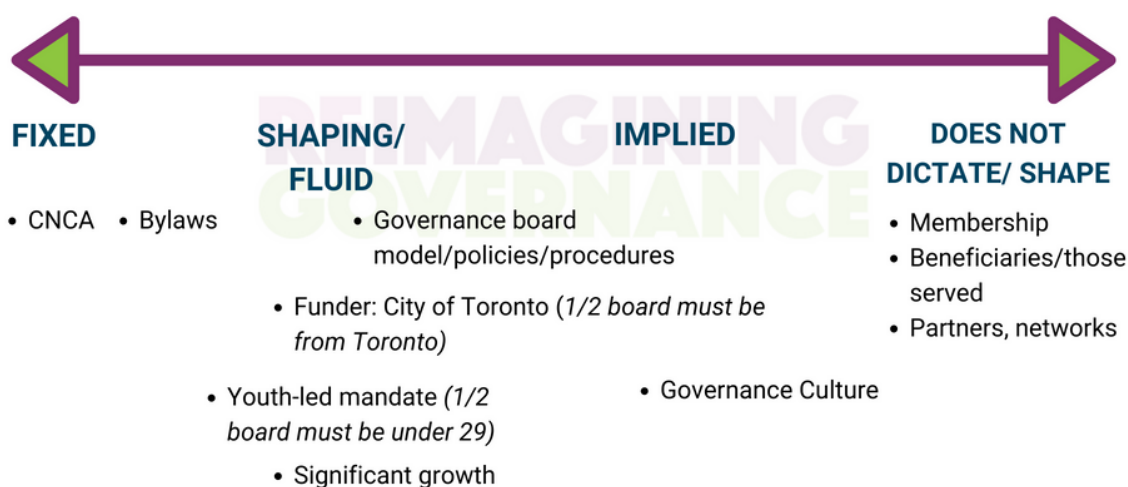 REIMAGINING
GOVERNANCE
FIXED
SHAPING/
FLUID
IMPLIED
DOES NOT
DICTATE/ SHAPE
• CNCA
• Bylaws
• Governance board
model/policies/procedures
• Funder: City of Toronto (1/2 board must be
from Toronto)
• Youth-led mandate (1/2
board must be under 29)
• Significant growth
• Governance Culture
• Membership
• Beneficiaries/those
served
• Partners, networks